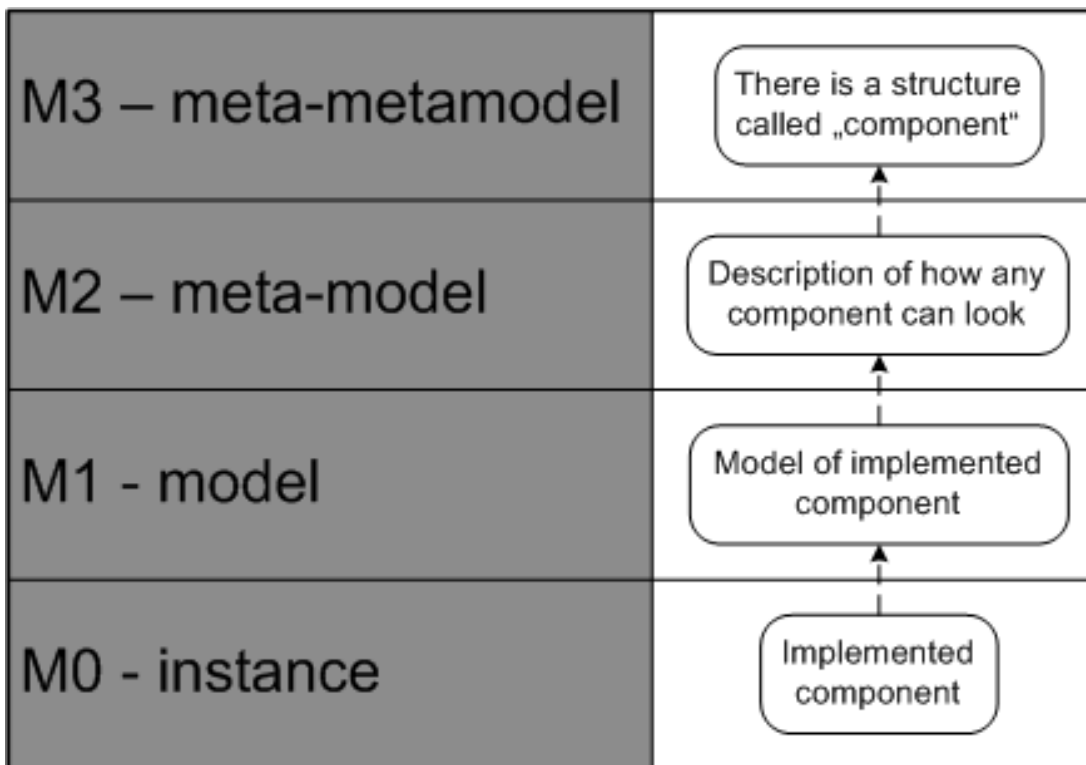 M3 – meta-metamodel
There is a structure
called „component“
M2 – meta-model
Description of how any
component can look
M1 - model
Model of implemented
component
M0 - instance
Implemented
component